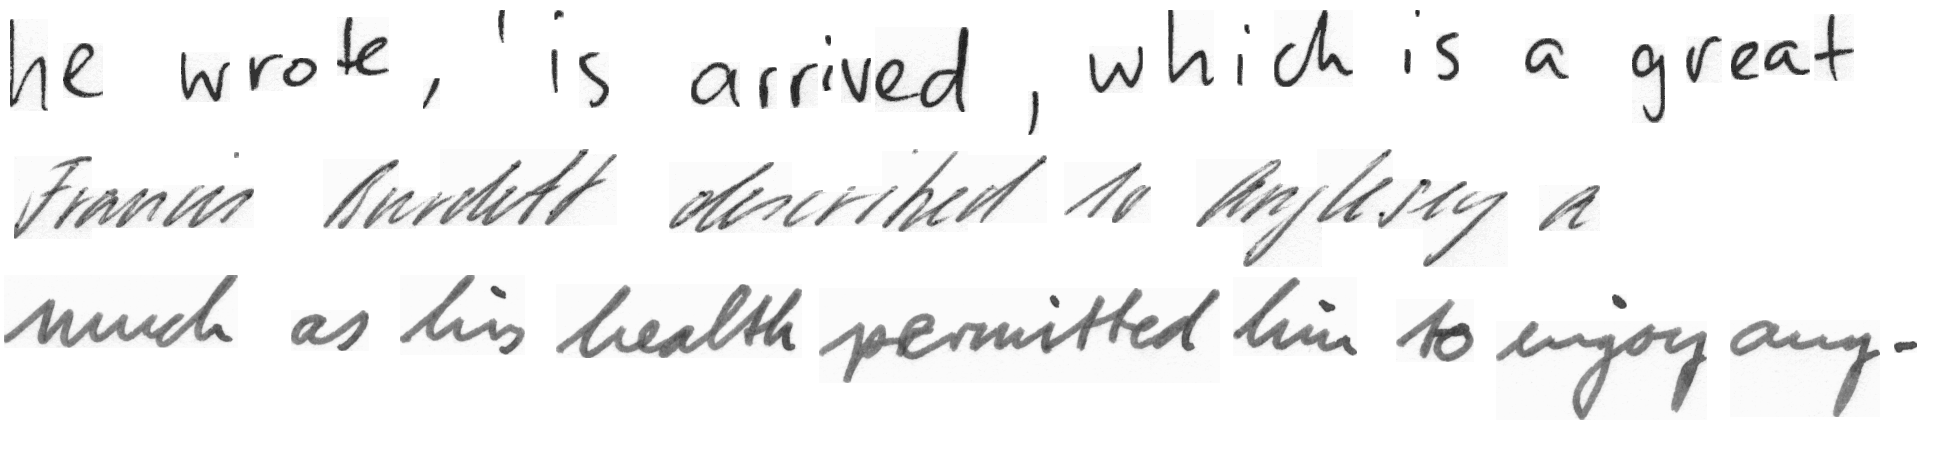 he wrote, ' is arrived, which is a great
Francis Burdett described to Anglesey a
much as his health permitted him to enjoy any-